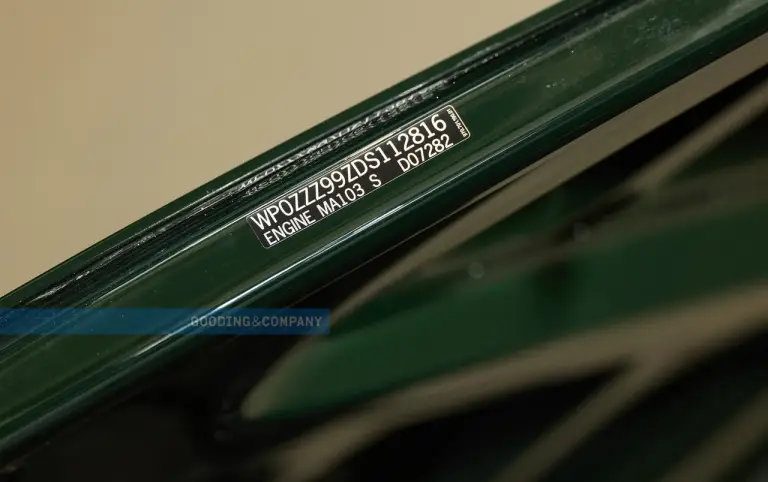 WP0ZZZ99ZDS112816
ENGINE MA103 S D07282
GOODING&COMPANY